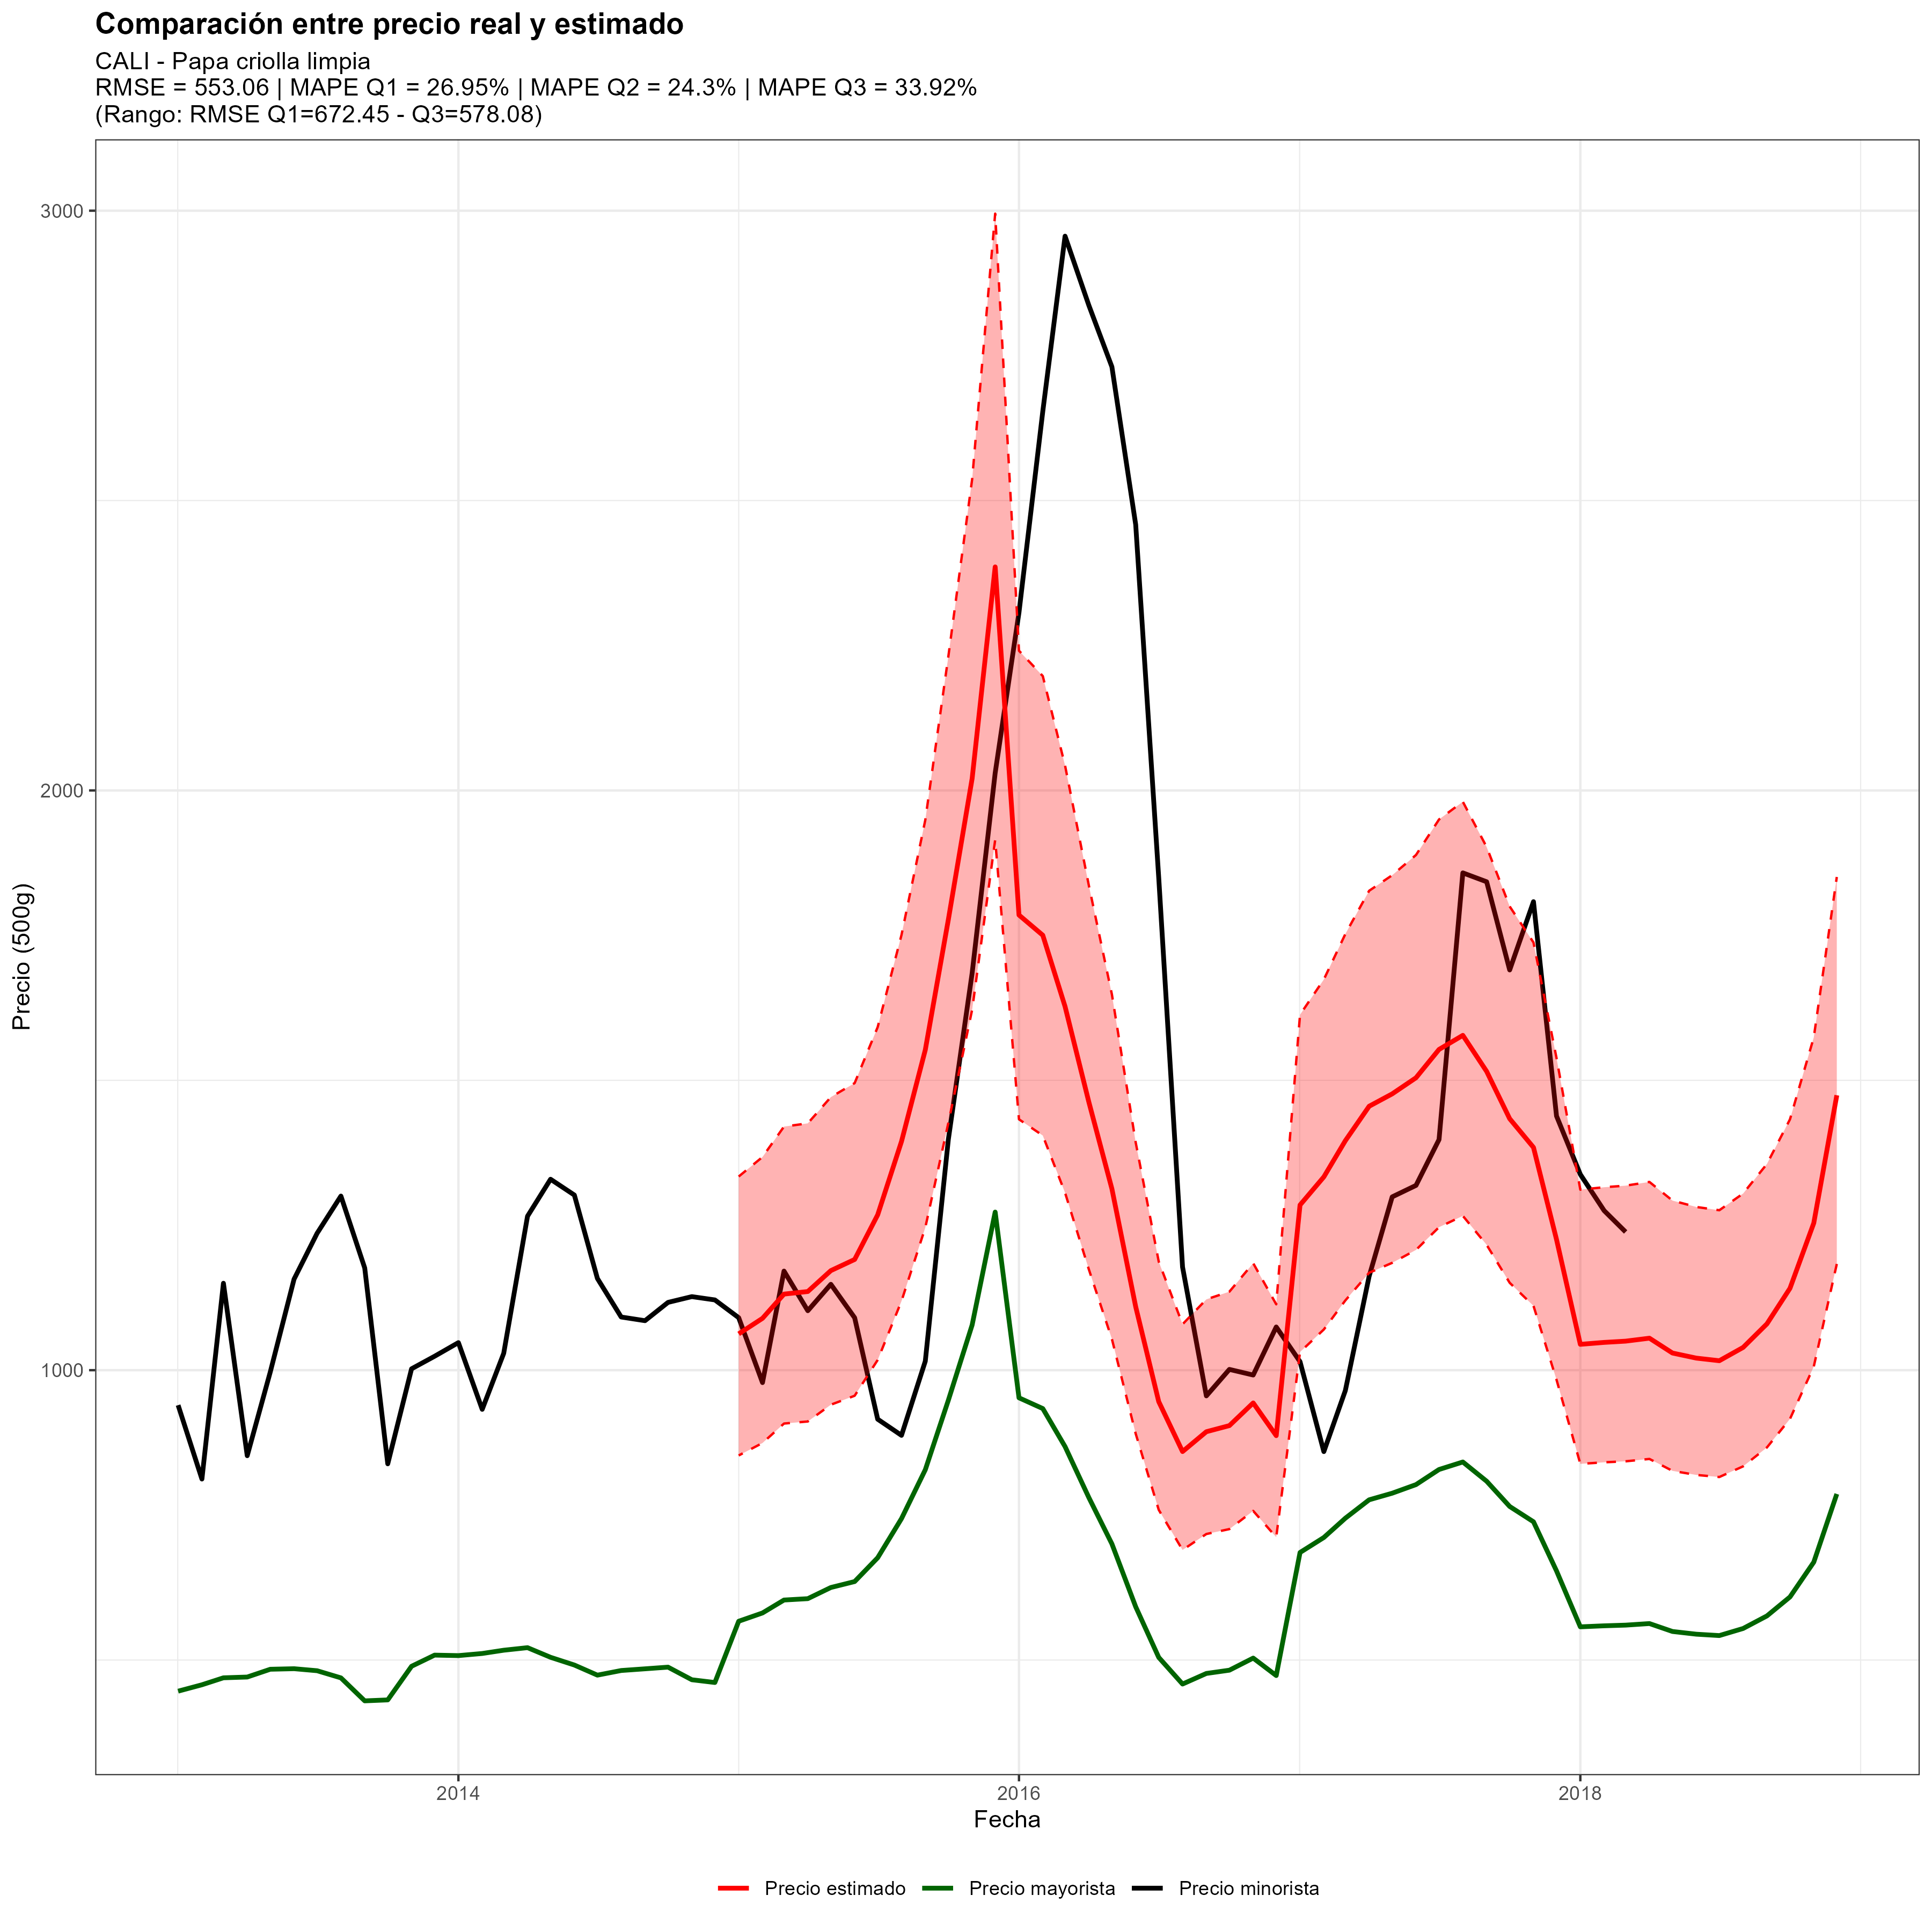 Comparación entre precio real y estimado
CALI - Papa criolla limpia
RMSE = 553.06 | MAPE Q1 = 26.95% | MAPE Q2 = 24.3% | MAPE Q3 = 33.92%
(Rango: RMSE Q1=672.45 - Q3=578.08)
3000
2000
1000
Precio (500g)
2014
2016
2018
Fecha
Precio estimado
Precio mayorista
Precio minorista